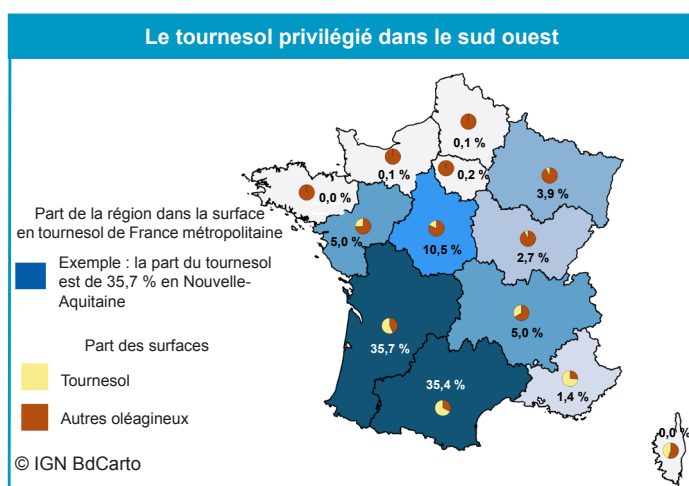 Le tournesol privilégié dans le sud ouest
0,1 %
0,1 %
0,2 %
0,0 %
3,9 %
Part de la région dans la surface
en tournesol de France métropolitaine
5,0 %
10,5 %
2,7 %
Exemple : la part du tournesol
est de 35,7 % en Nouvelle-
Aquitaine
5,0 %
35,7 %
Part des surfaces
Tournesol
35,4 %
1,4 %
Autres oléagineux
0,0 %
© IGN BdCarto